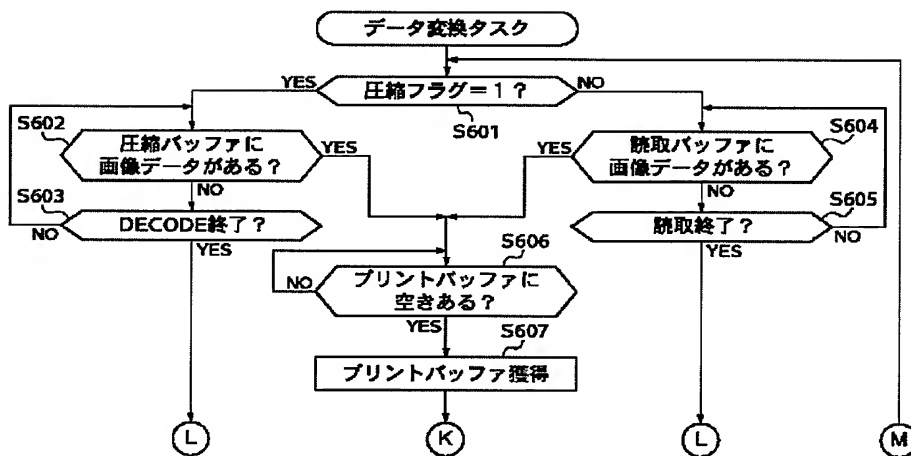 データ変換タスク
YES
圧縮フラグ=1?
NO
S601
S602
圧縮バッファに
画像データがある?
YES
NO
S603
DECODE終了?
NO
YES
YES
読取バッファに
画像データがある?
S604
NO
読取終了?
S605
NO
YES
S606
プリントバッファに
空きある?
NO
YES
S607
プリントバッファ獲得
L
K
L
M